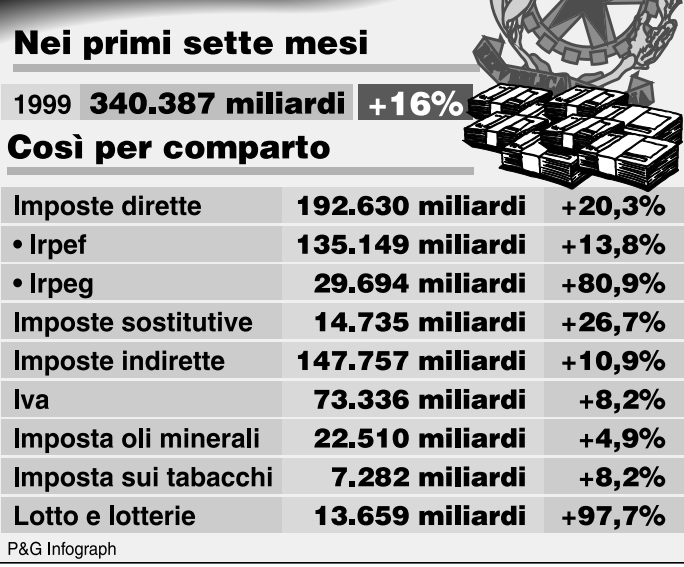 Nei primi sette mesi
1999 340.387 miliardi +16%
Così per comparto
Imposte dirette 192.630 miliardi +20,3%
• Irpef 135.149 miliardi +13,8%
• Irpeg 29.694 miliardi +80,9%
Imposte sostitutive 14.735 miliardi +26,7%
Imposte indirette 147.757 miliardi +10,9%
Iva 73.336 miliardi +8,2%
Imposta oli minerali 22.510 miliardi +4,9%
Imposta sui tabacchi 7.282 miliardi +8,2%
Lotto e lotterie 13.659 miliardi +97,7%
P&G Infograph